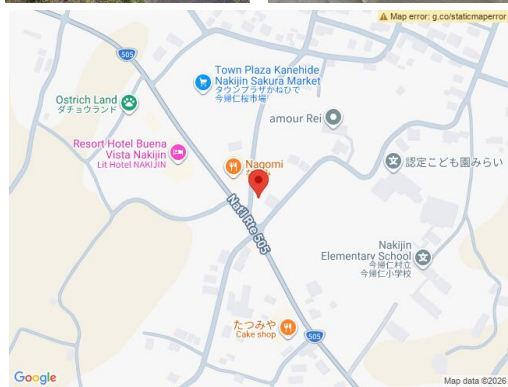 Map error: g.co/staticmaperror
505
Town Plaza Kanehide
Nakijin Sakura Market
タウンプラザかねひで
今帰仁桜市場
Ostrich Land
ダチョウランド
amour Rei
Resort Hotel Buena
Vista Nakijin
Lit Hotel NAKIJIN
Nagomi
認定こども園みらい
Nat'l Rte 505
Nakijin
Elementary School
今帰仁村立
今帰仁小学校
たつみや
Cake shop
505
Google
Map data ©2026